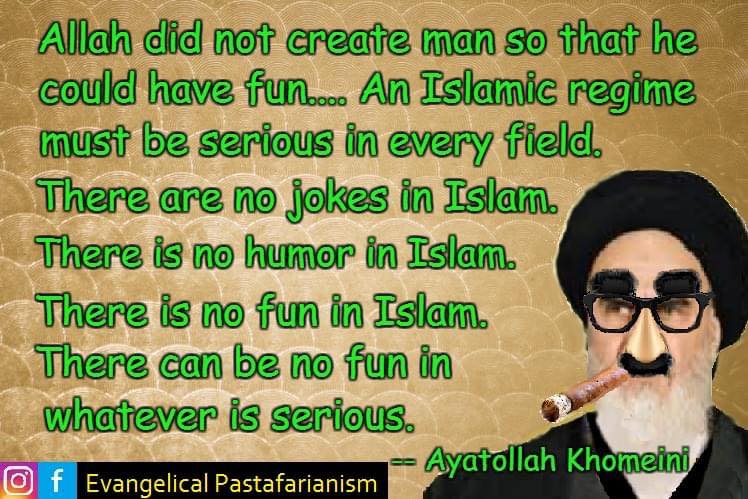 Allah did not create man so that he
could have fun.... An Islamic regime
must be serious in every field.
There are no jokes in Islam.
There is no humor in Islam.
There is no fun in Islam.
There can be no fun in
whatever is serious.
-- Ayatollah Khomeini
f Evangelical Pastafarianism